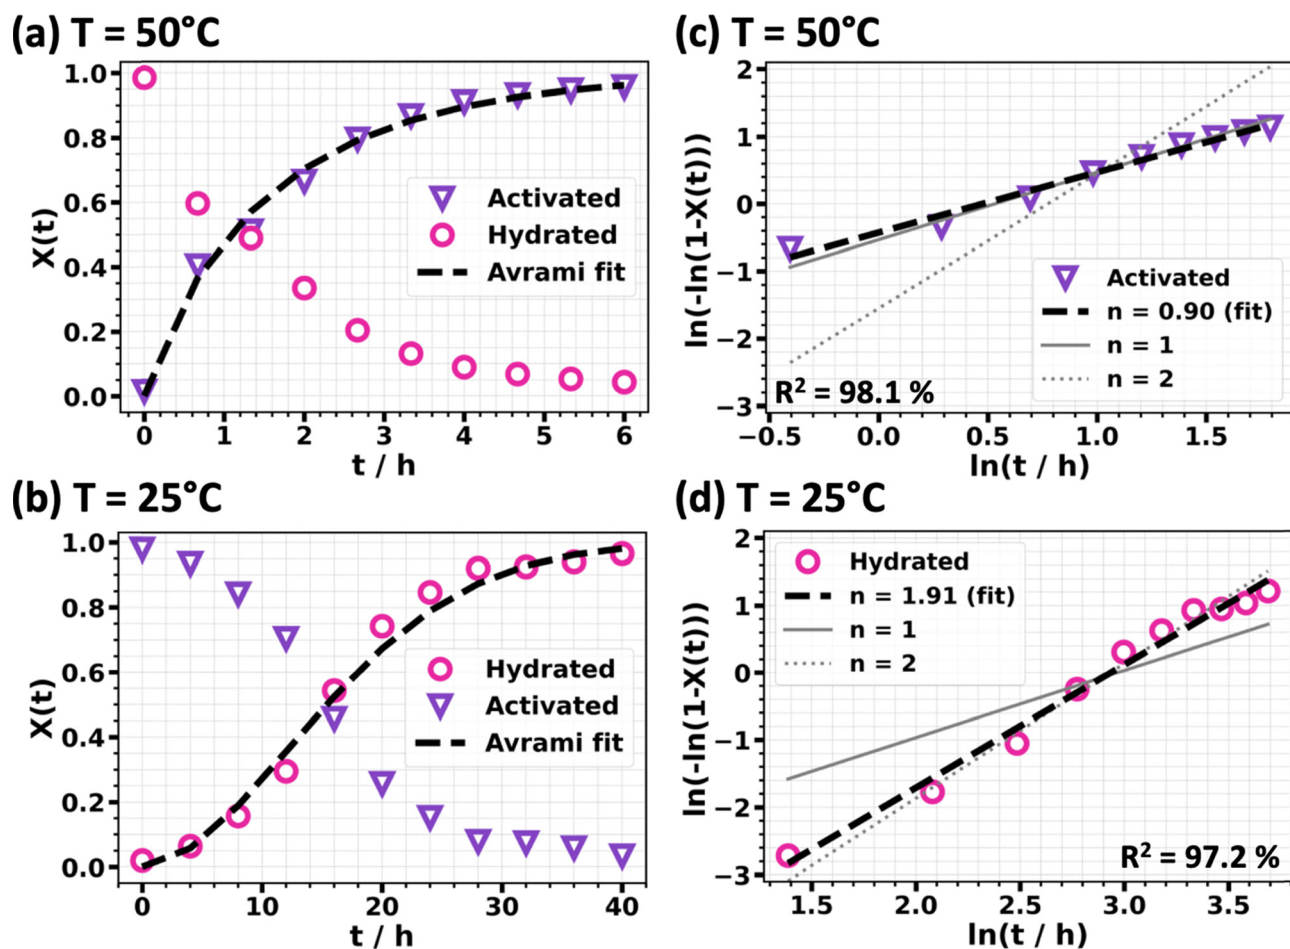 (a) T = 50°C
1.0
0.8
0.6
0.4
0.2
0.0
X(t)
Activated
Hydrated
Avrami fit
0 1 2 3 4 5 6
t / h
(c) T = 50°C
2
1
0
−1
−2
−3
ln(-ln(1-X(t)))
Activated
n = 0.90 (fit)
n = 1
n = 2
R² = 98.1 %
−0.5 0.0 0.5 1.0 1.5
ln(t / h)
(b) T = 25°C
1.0
0.8
0.6
0.4
0.2
0.0
X(t)
Hydrated
Activated
Avrami fit
0 10 20 30 40
t / h
(d) T = 25°C
2
1
0
−1
−2
−3
ln(-ln(1-X(t)))
Hydrated
n = 1.91 (fit)
n = 1
n = 2
R² = 97.2 %
1.5 2.0 2.5 3.0 3.5
ln(t / h)